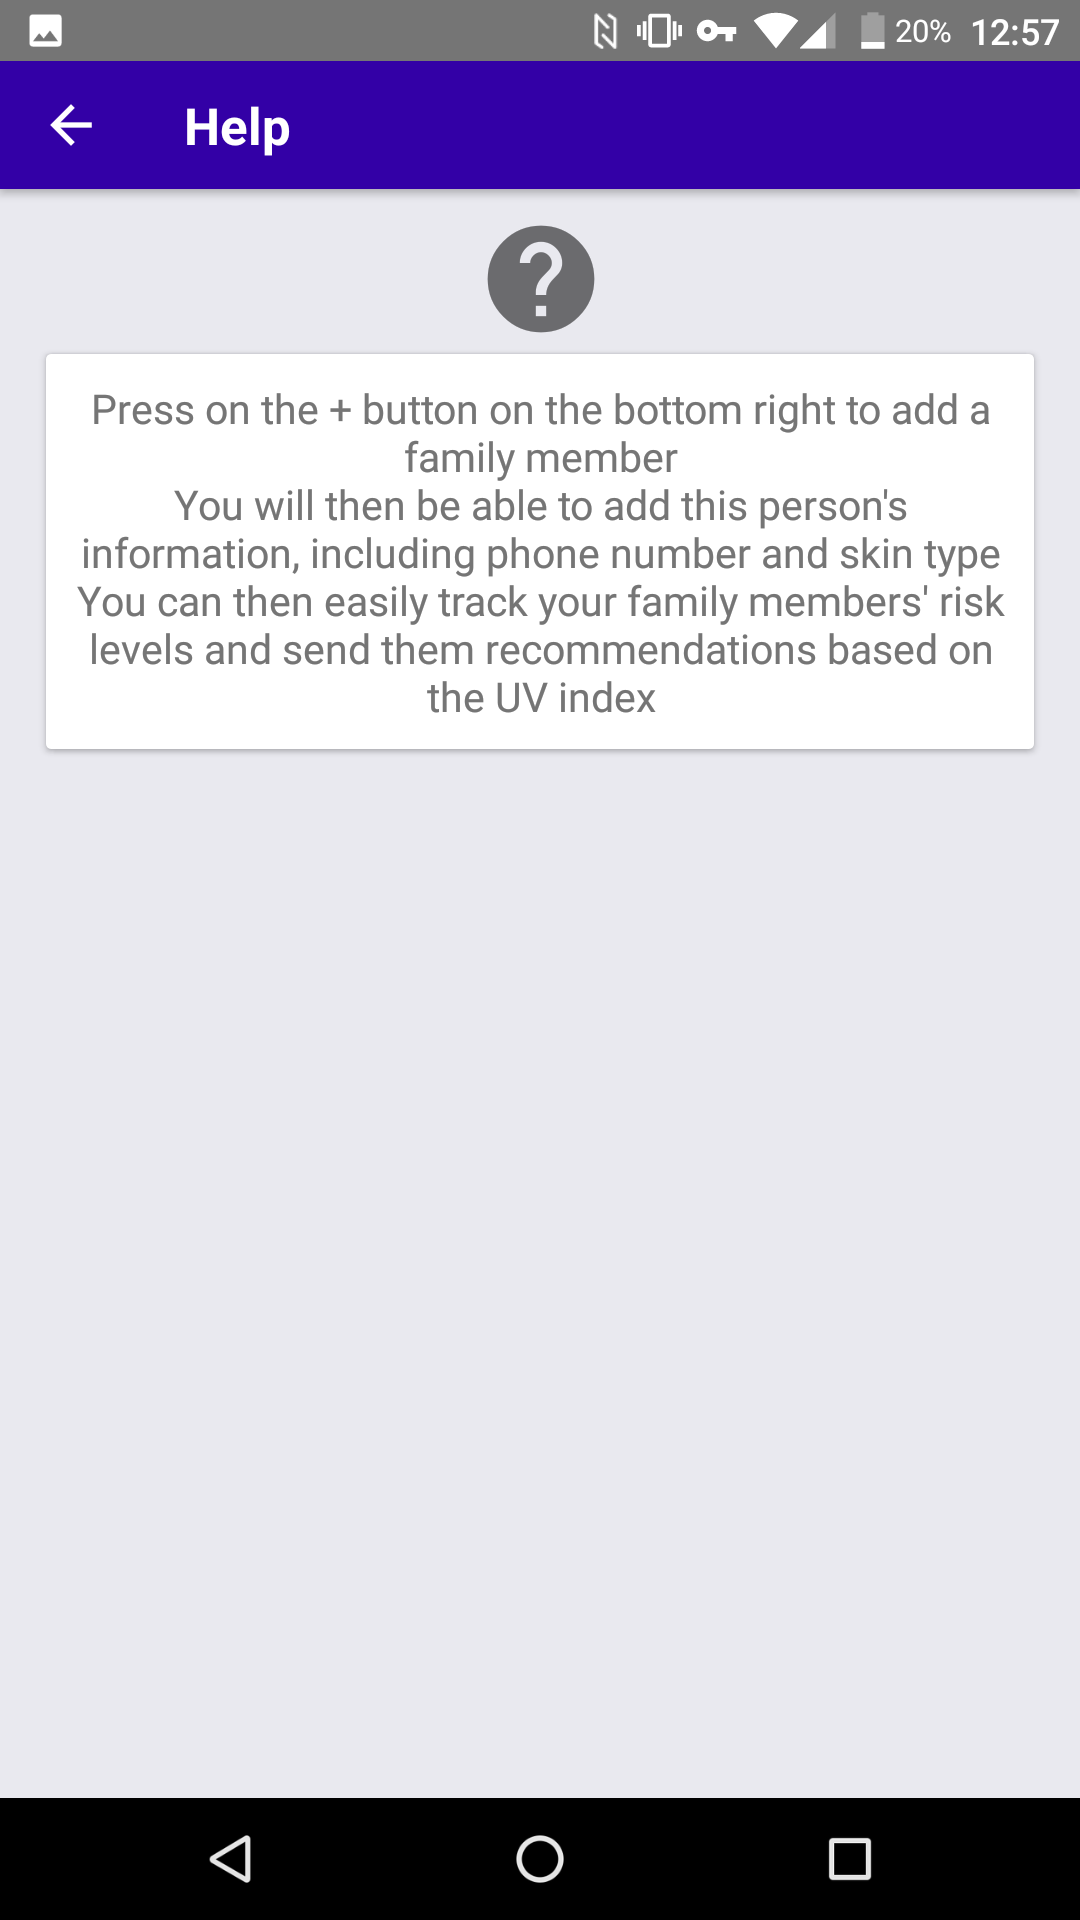 20% 12:57
Help
Press on the + button on the bottom right to add a
family member
You will then be able to add this person's
information, including phone number and skin type
You can then easily track your family members' risk
levels and send them recommendations based on
the UV index